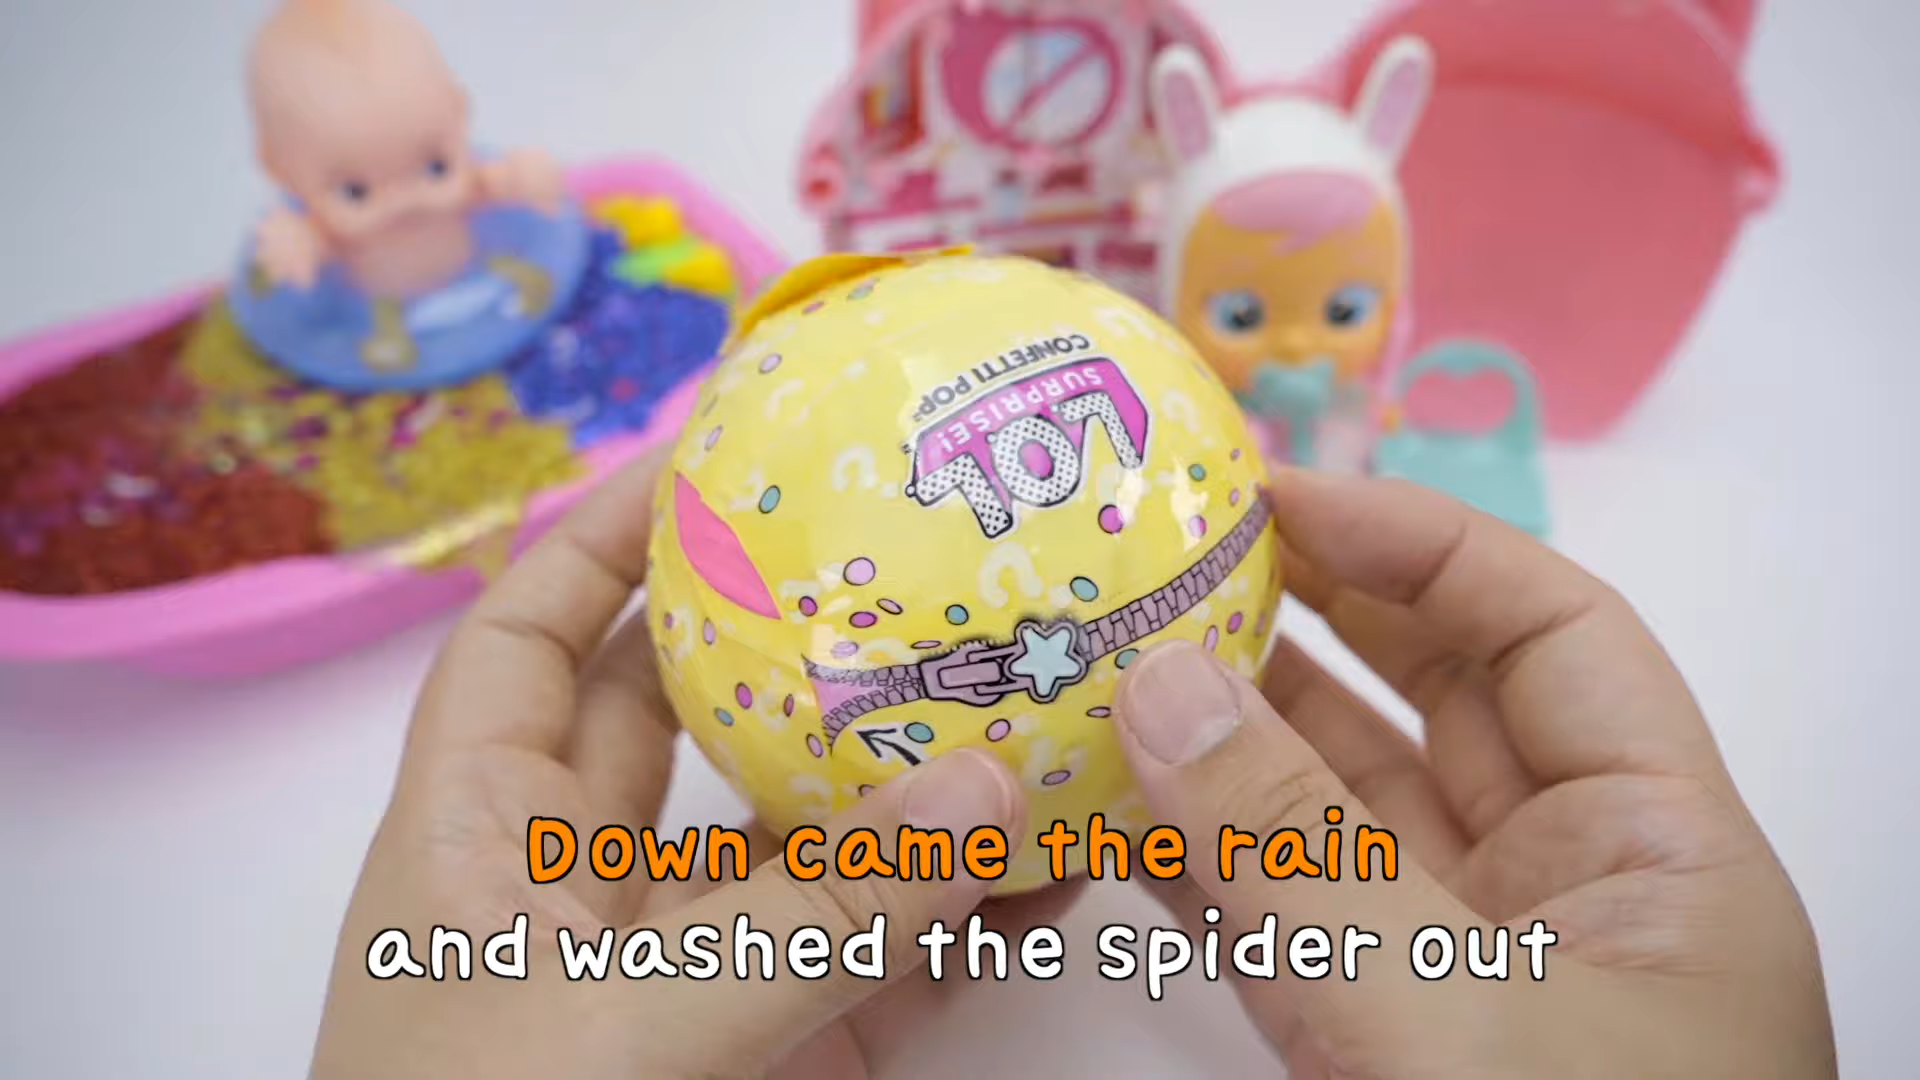 CONFETTI POP
SURPRISE!
LOL
Down came the rain
and washed the spider out